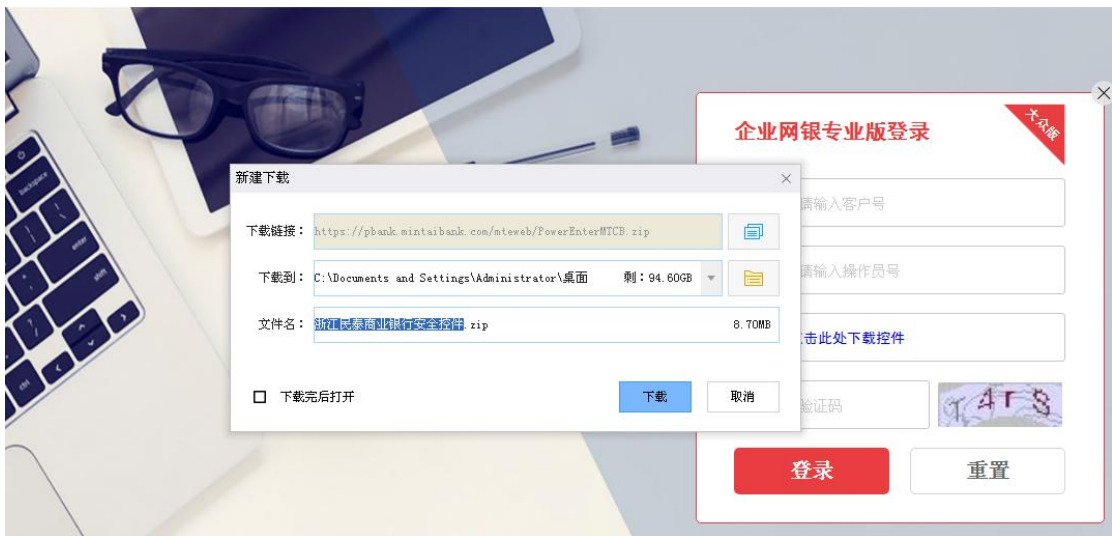 企业网银专业版登录
大众版
新建下载
下载链接： https://pbank.mintaibank.com/mteweb/PowerEnterMTCB.zip
下载到： C:\Documents and Settings\Administrator\桌面 剩：94.60GB
文件名： 浙江民泰商业银行安全控件.zip 8.70MB
下载完后打开 下载 取消
请输入客户号
请输入操作员号
点击此处下载控件
验证码
登录 重置
backspace
enter
shift
ctrl
alt